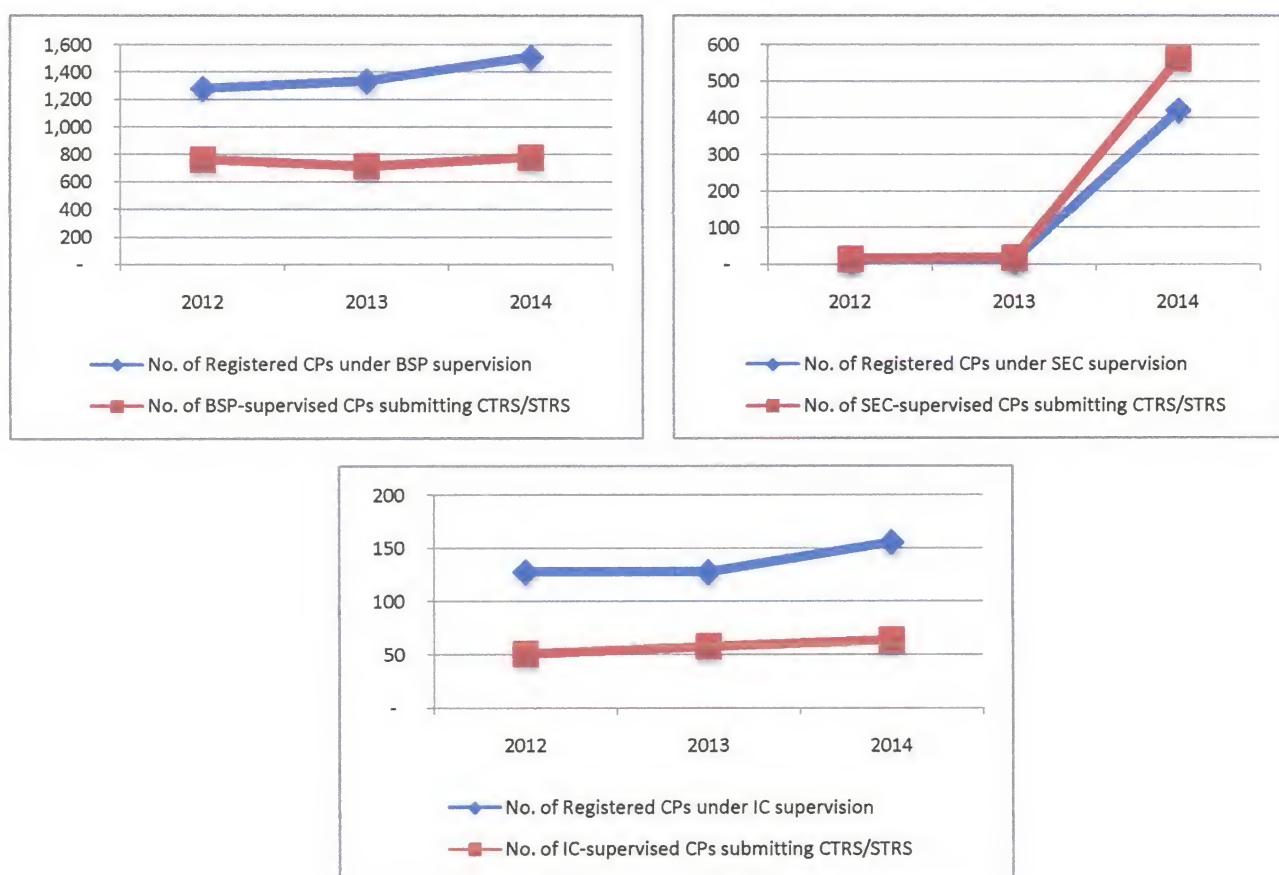 1,600
1,400
1,200
1,000
800
600
400
200
-
2012 2013 2014
No. of Registered CPs under BSP supervision
No. of BSP-supervised CPs submitting CTRS/STRS
600
500
400
300
200
100
-
2012 2013 2014
No. of Registered CPs under SEC supervision
No. of SEC-supervised CPs submitting CTRS/STRS
200
150
100
50
-
2012 2013 2014
No. of Registered CPs under IC supervision
No. of IC-supervised CPs submitting CTRS/STRS